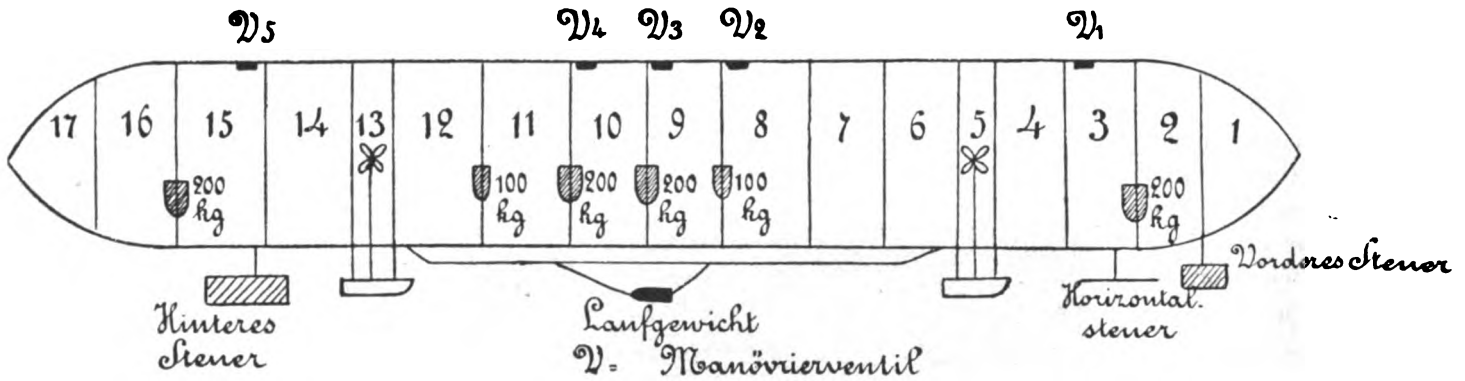 V5 V4 V3 V2 V1
17 16 15 14 13 12 11 10 9 8 7 6 5 4 3 2 1
200 kg
100 kg
200 kg
200 kg
100 kg
200 kg
Vorderes Steuer
Hinteres
Steuer
Laufgewicht
Horizontal-
steuer
V = Manövrierventil